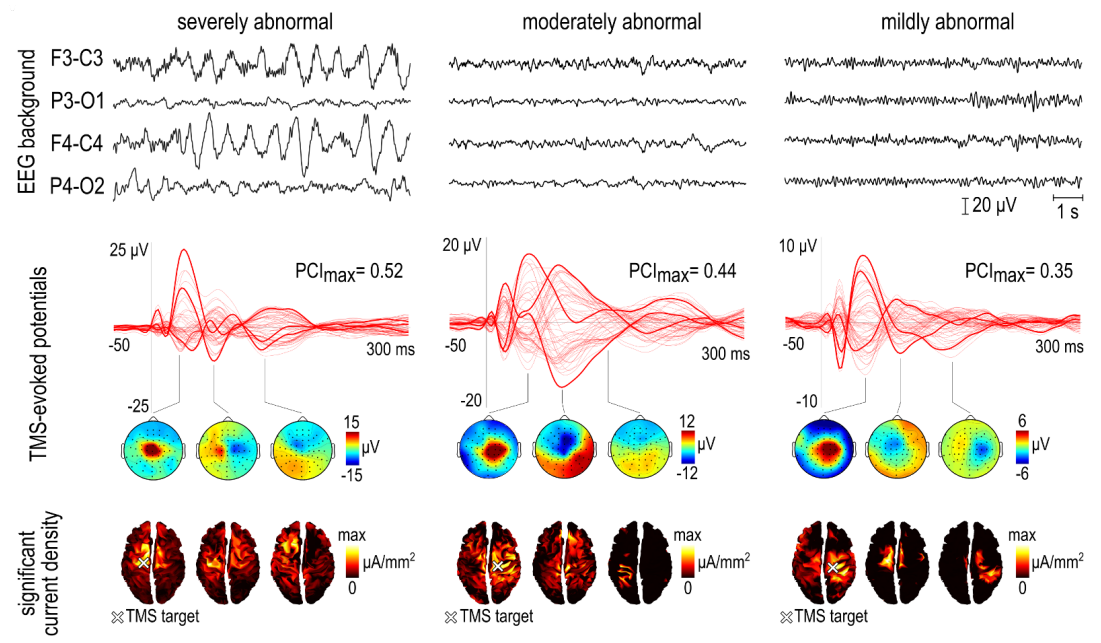 severely abnormal moderately abnormal mildly abnormal
EEG background
F3-C3
P3-O1
F4-C4
P4-O2
20 µV 1 s
TMS-evoked potentials
25 µV 20 µV 10 µV
PCImax= 0.52 PCImax= 0.44 PCImax= 0.35
-50 300 ms -50 300 ms -50 300 ms
-25 -20 -10
15 12 6
µV µV µV
-15 -12 -6
significant current density
max max max
µA/mm² µA/mm² µA/mm²
0 0 0
TMS target TMS target TMS target